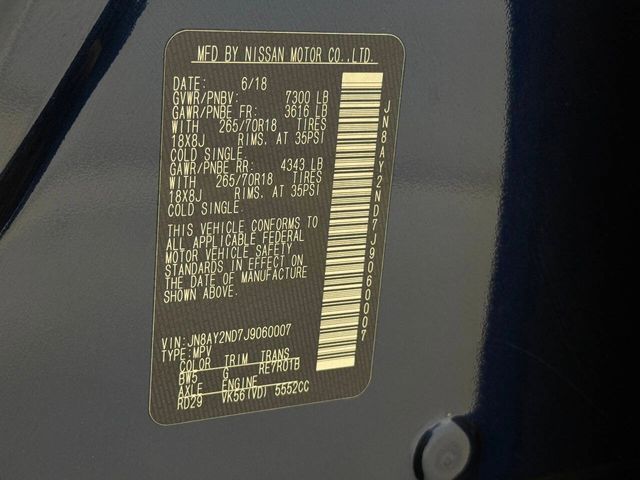 MFD BY NISSAN MOTOR CO.,LTD.
DATE: 6/18
GVWR/PNBV: 7300 LB
GAWR/PNBE FR: 3616 LB
WITH 265/70R18 TIRES
18X8J RIMS. AT 35PSI
COLD SINGLE.
GAWR/PNBE RR: 4343 LB
WITH 265/70R18 TIRES
18X8J RIMS. AT 35PSI
COLD SINGLE.
THIS VEHICLE CONFORMS TO
ALL APPLICABLE FEDERAL
MOTOR VEHICLE SAFETY
STANDARDS IN EFFECT ON
THE DATE OF MANUFACTURE
SHOWN ABOVE.
VIN: JN8AY2ND7J9060007
TYPE: MPV
COLOR TRIM TRANS
BW5 G RE7R01B
AXLE ENGINE
RD29 VK56[VD] 5552CC
JN8AY2ND7J9060007